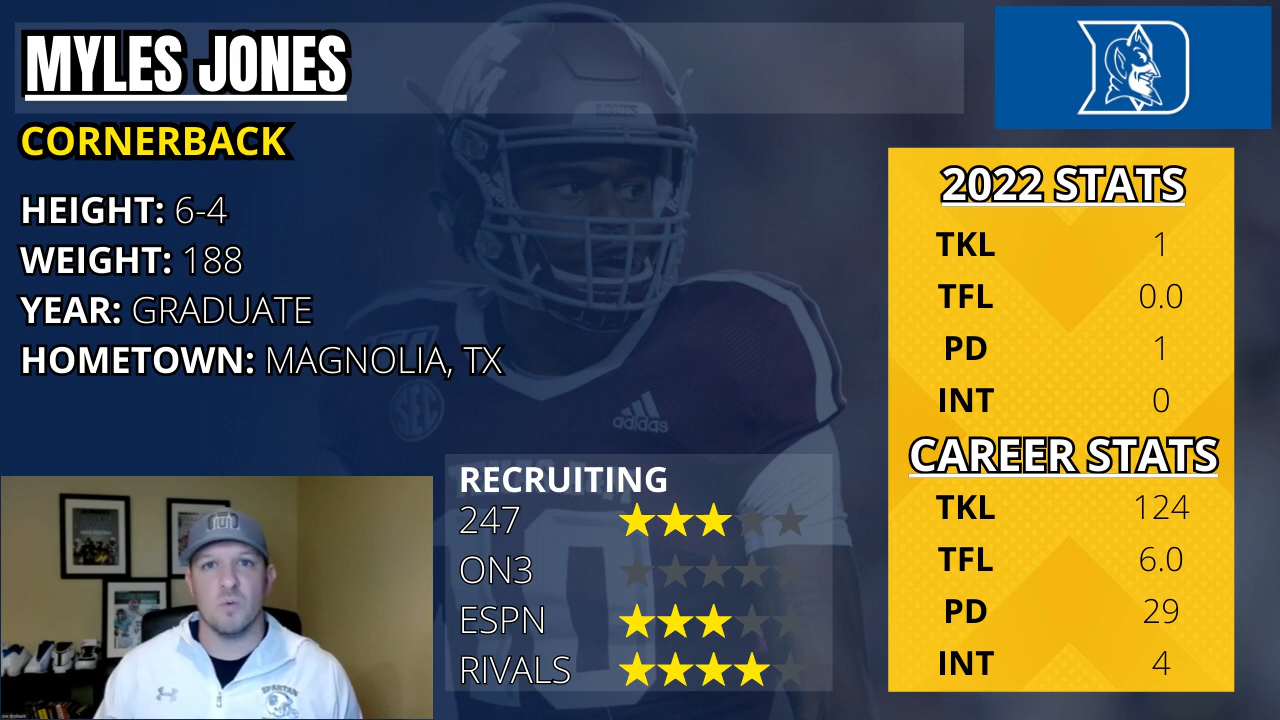 MYLES JONES
CORNERBACK
HEIGHT: 6-4
WEIGHT: 188
YEAR: GRADUATE
HOMETOWN: MAGNOLIA, TX
2022 STATS
TKL 1
TFL 0.0
PD 1
INT 0
CAREER STATS
TKL 124
TFL 6.0
PD 29
INT 4
RECRUITING
247
ON3
ESPN
RIVALS
AGGIES
SEC
adidas
SPARTAN